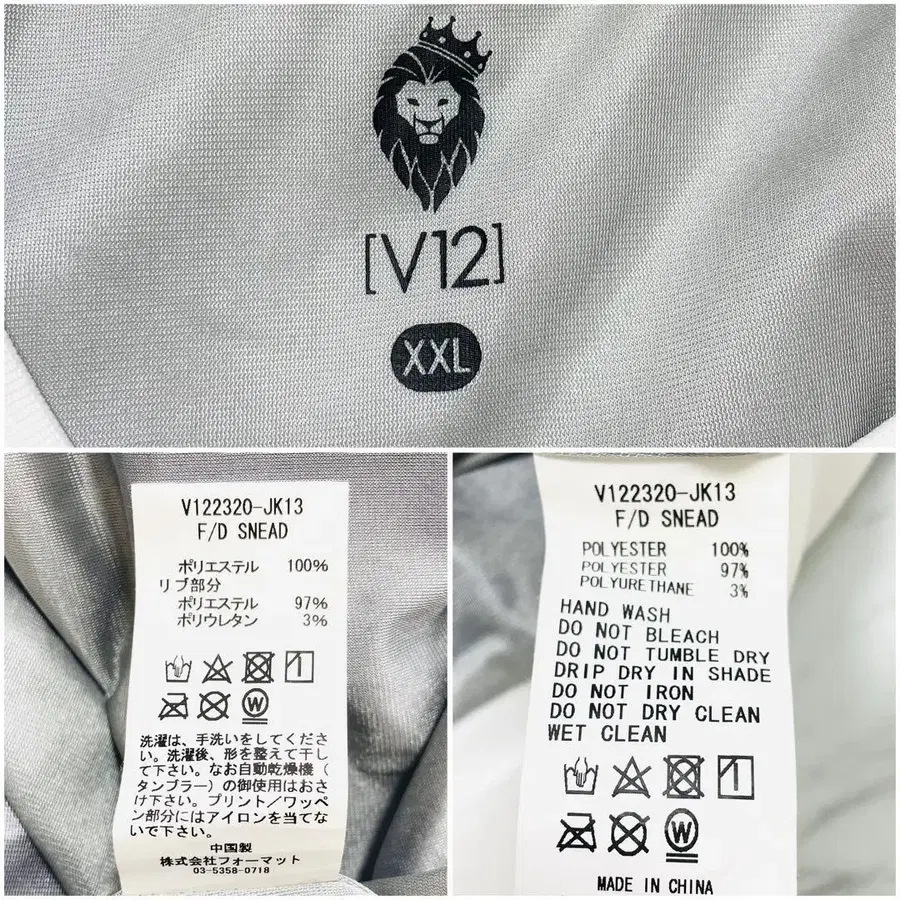 [V12]
XXL
V122320-JK13
F/D SNEAD
ポリエステル 100%
リブ部分
ポリエステル 97%
ポリウレタン 3%
W
洗濯は、手洗いをしてくださ
い。洗濯後、形を整えて干し
て下さい。なお自動乾燥機(
タンブラー)の御使用はおさ
け下さい。プリント/ワッペ
ン部分にはアイロンを当てな
いで下さい。
中国製
株式会社フォーマット
03-5358-0718
V122320-JK13
F/D SNEAD
POLYESTER 100%
POLYESTER 97%
POLYURETHANE 3%
HAND WASH
DO NOT BLEACH
DO NOT TUMBLE DRY
DRIP DRY IN SHADE
DO NOT IRON
DO NOT DRY CLEAN
WET CLEAN
W
MADE IN CHINA